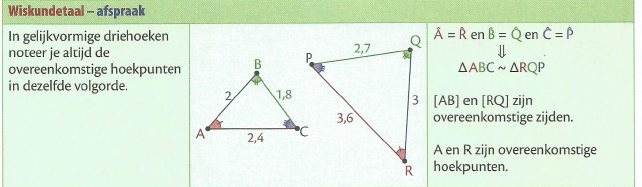 Wiskundetaal – afspraak
In gelijkvormige driehoeken
noteer je altijd de
overeenkomstige hoekpunten
in dezelfde volgorde.
B
2
1,8
A
2,4
C
P
2,7
Q
3,6
3
R
Â = R̂ en B̂ = Q̂ en Ĉ = P̂
⇓
ΔABC ~ ΔRQP
[AB] en [RQ] zijn
overeenkomstige zijden.
A en R zijn overeenkomstige
hoekpunten.